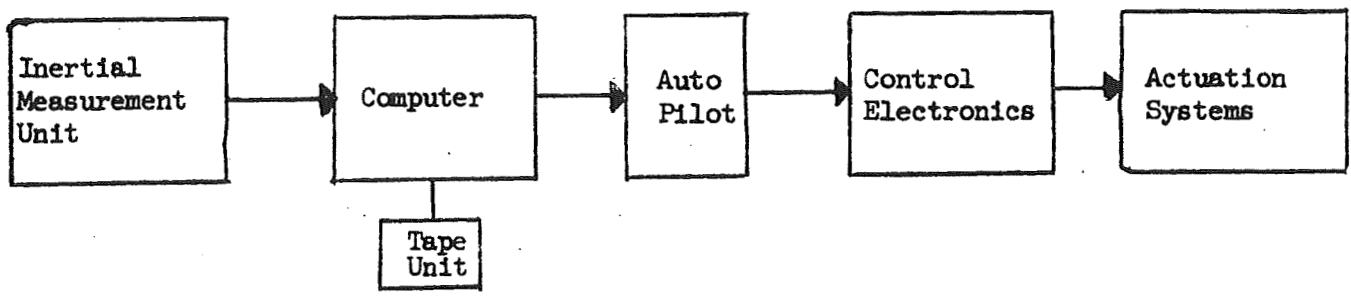 Inertial
Measurement
Unit
Computer
Auto
Pilot
Control
Electronics
Actuation
Systems
Tape
Unit